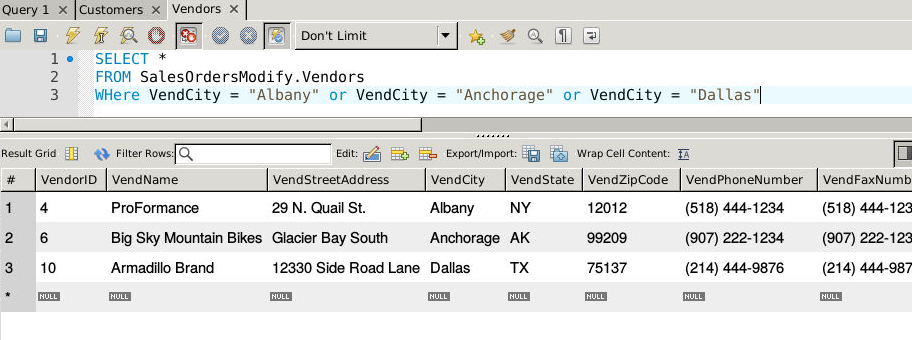 Query 1 Customers Vendors
Don't Limit
1 SELECT *
2 FROM SalesOrdersModify.Vendors
3 WHere VendCity = "Albany" or VendCity = "Anchorage" or VendCity = "Dallas"
Result Grid Filter Rows: Edit: Export/Import: Wrap Cell Content:
# VendorID VendName VendStreetAddress VendCity VendState VendZipCode VendPhoneNumber VendFaxNumb
1 4 ProFormance 29 N. Quail St. Albany NY 12012 (518) 444-1234 (518) 444-123
2 6 Big Sky Mountain Bikes Glacier Bay South Anchorage AK 99209 (907) 222-1234 (907) 222-123
3 10 Armadillo Brand 12330 Side Road Lane Dallas TX 75137 (214) 444-9876 (214) 444-987
* NULL NULL NULL NULL NULL NULL NULL NULL